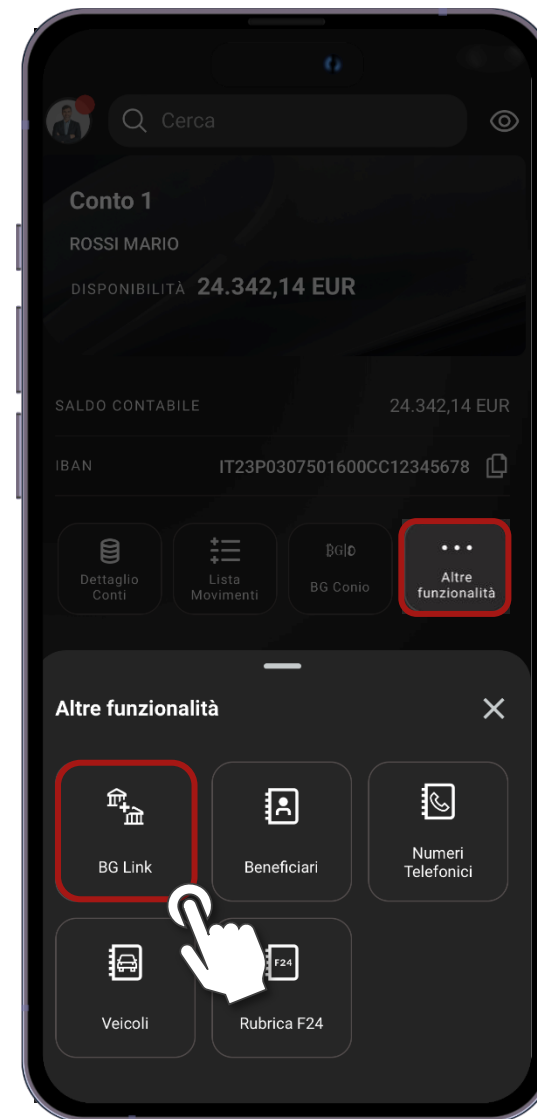 Cerca
Conto 1
ROSSI MARIO
DISPONIBILITÀ 24.342,14 EUR
SALDO CONTABILE 24.342,14 EUR
IBAN IT23P0307501600CC12345678
Dettaglio
Conti
Lista
Movimenti
BG|D
BG Conio
Altre
funzionalità
Altre funzionalità
BG Link
Beneficiari
Numeri
Telefonici
Veicoli
F24
Rubrica F24